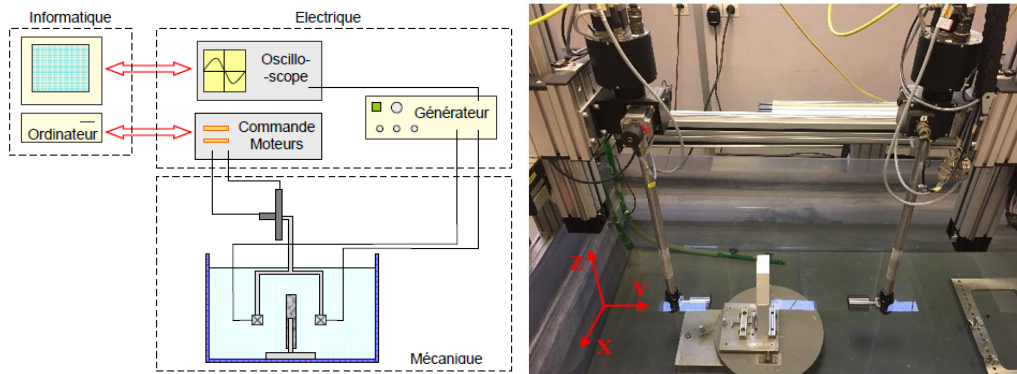 Informatique
Electrique
Oscillo-
-scope
Générateur
Ordinateur
Commande
Moteurs
Mécanique
Z
Y
X